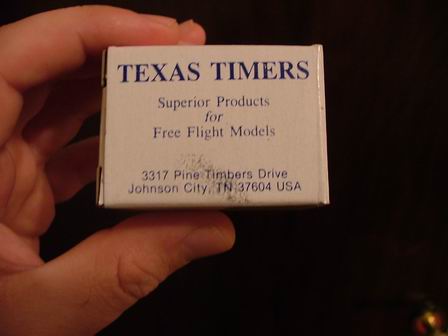 TEXAS TIMERS
Superior Products
for
Free Flight Models
3317 Pine Timbers Drive
Johnson City, TN 37604 USA